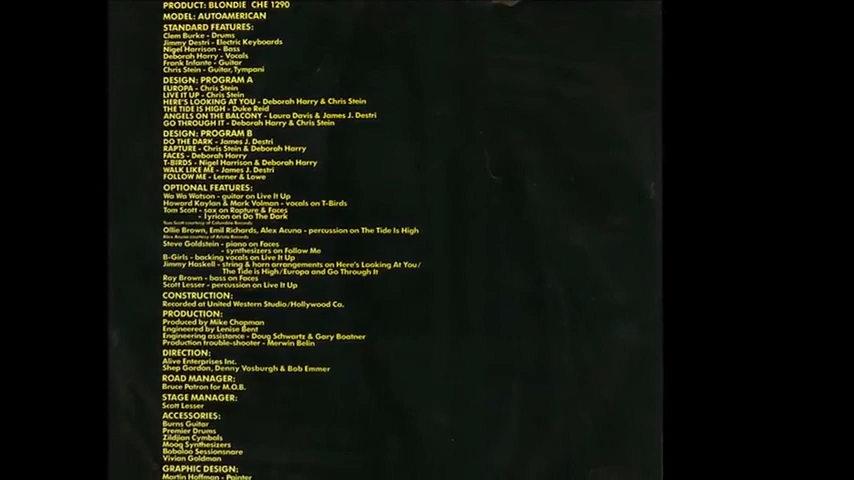 PRODUCT: BLONDIE CHE 1290
MODEL: AUTOAMERICAN
STANDARD FEATURES:
Clem Burke - Drums
Jimmy Destri - Electric Keyboards
Nigel Harrison - Bass
Deborah Harry - Vocals
Frank Infante - Guitar
Chris Stein - Guitar, Tympani
DESIGN: PROGRAM A
EUROPA - Chris Stein
LIVE IT UP - Chris Stein
HERE'S LOOKING AT YOU - Deborah Harry & Chris Stein
THE TIDE IS HIGH - Duke Reid
ANGELS ON THE BALCONY - Laura Davis & James J. Destri
GO THROUGH IT - Deborah Harry & Chris Stein
DESIGN: PROGRAM B
DO THE DARK - James J. Destri
RAPTURE - Chris Stein & Deborah Harry
FACES - Deborah Harry
T-BIRDS - Nigel Harrison & Deborah Harry
WALK LIKE ME - James J. Destri
FOLLOW ME - Lerner & Lowe
OPTIONAL FEATURES:
Wa Wa Watson - guitar on Live It Up
Howard Kaylan & Mark Volman - vocals on T-Birds
Tom Scott - sax on Rapture & Faces
- Lyricon on Do The Dark
Tom Scott courtesy of Columbia Records
Ollie Brown, Emil Richards, Alex Acuna - percussion on The Tide Is High
Alex Acuna courtesy of Arista Records
Steve Goldstein - piano on Faces
- synthesizers on Follow Me
B-Girls - backing vocals on Live It Up
Jimmy Haskell - string & horn arrangements on Here's Looking At You/
The Tide is High/Europa and Go Through It
Ray Brown - bass on Faces
Scott Lesser - percussion on Live It Up
CONSTRUCTION:
Recorded at United Western Studio/Hollywood Ca.
PRODUCTION:
Produced by Mike Chapman
Engineered by Lenise Bent
Engineering assistance - Doug Schwartz & Gary Boatner
Production trouble-shooter - Merwin Belin
DIRECTION:
Alive Enterprises Inc.
Shep Gordon, Denny Vosburgh & Bob Emmer
ROAD MANAGER:
Bruce Patron for M.O.B.
STAGE MANAGER:
Scott Lesser
ACCESSORIES:
Burns Guitar
Premier Drums
Zildjian Cymbals
Moog Synthesizers
Babaloo Sessionsnare
Vivian Goldman
GRAPHIC DESIGN:
Martin Hoffman - Painter